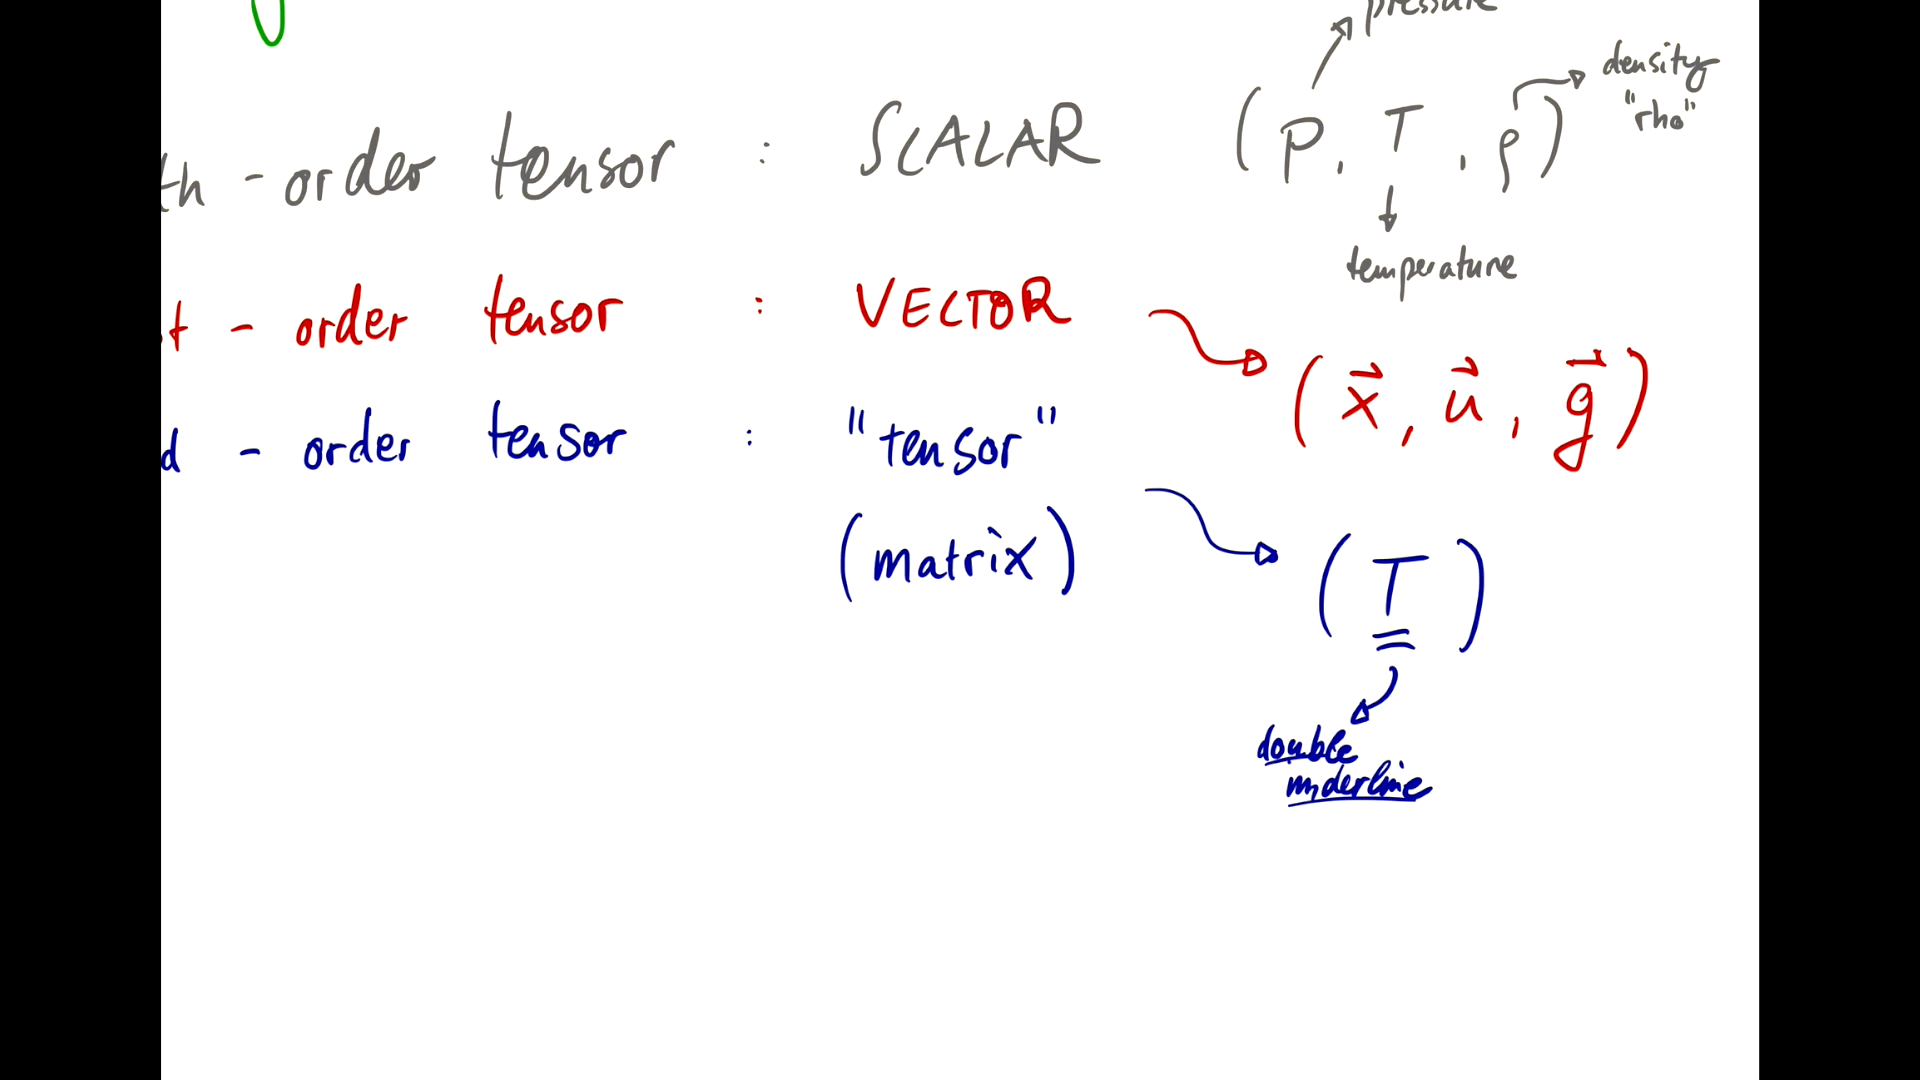 pressure
density
"rho"
th - order tensor : SCALAR (P, T, ρ)
temperature
t - order tensor : VECTOR
(x⃗, u⃗, g⃗)
d - order tensor : "tensor"
(matrix)
(T)
double
underline